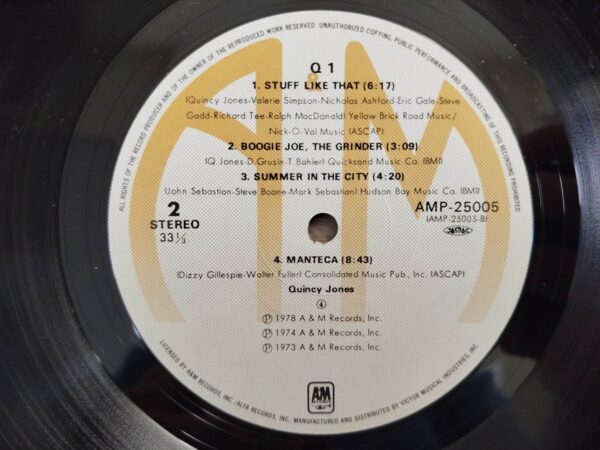 ALL RIGHTS OF THE RECORD PRODUCER AND OF THE OWNER OF THE REPRODUCED WORK RESERVED. UNAUTHORIZED COPYING, PUBLIC PERFORMANCE AND BROADCASTING OF THIS RECORD PROHIBITED.
A&M
Q 1
1. STUFF LIKE THAT (6:17)
(Quincy Jones-Valerie Simpson-Nicholas Ashford-Eric Gale-Steve
Gadd-Richard Tee-Ralph MacDonald) Yellow Brick Road Music/
Nick-O-Val Music (ASCAP)
2. BOOGIE JOE, THE GRINDER (3:09)
(Q. Jones-D. Grusin-T. Bahler) Quicksand Music Co. (BMI)
3. SUMMER IN THE CITY (4:20)
(John Sebastian-Steve Boone-Mark Sebastian) Hudson Bay Music Co. (BMI)
2
STEREO
33 1/3
AMP-25005
(AMP-25005-B)
JASRAC
4. MANTECA (8:43)
(Dizzy Gillespie-Walter Fuller) Consolidated Music Pub., Inc. (ASCAP)
Quincy Jones
④
Ⓟ 1978 A & M Records, Inc.
Ⓟ 1974 A & M Records, Inc.
Ⓟ 1973 A & M Records, Inc.
A&M
LICENSED BY A&M RECORDS, INC./ALFA RECORDS, INC. MANUFACTURED AND DISTRIBUTED BY VICTOR MUSICAL INDUSTRIES, INC.